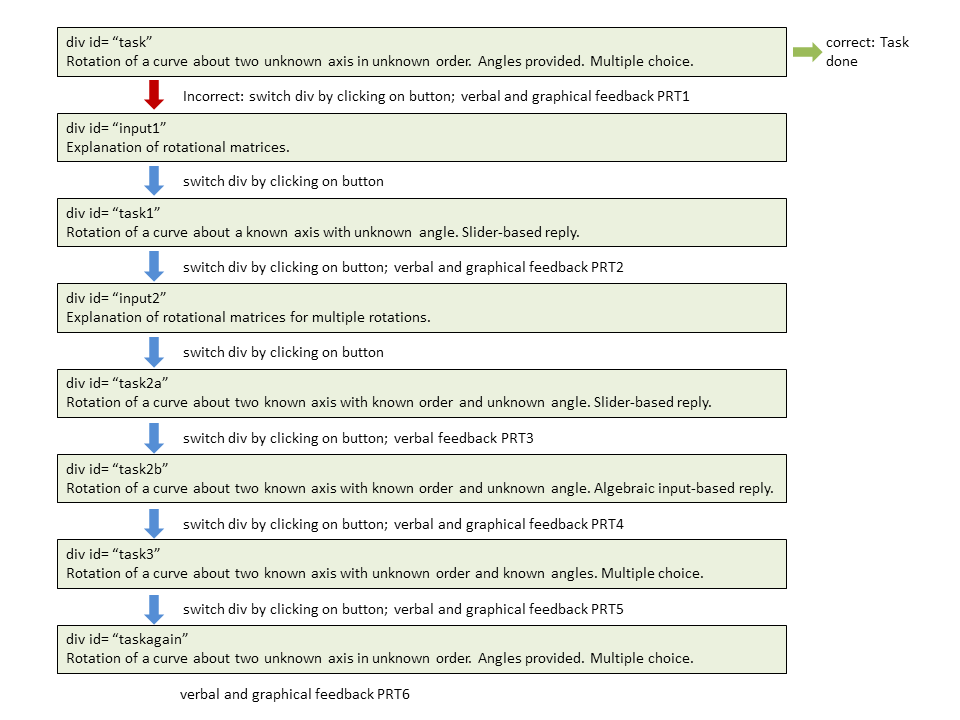 div id= “task”
Rotation of a curve about two unknown axis in unknown order. Angles provided. Multiple choice.
correct: Task
done
Incorrect: switch div by clicking on button; verbal and graphical feedback PRT1
div id= “input1”
Explanation of rotational matrices.
switch div by clicking on button
div id= “task1”
Rotation of a curve about a known axis with unknown angle. Slider-based reply.
switch div by clicking on button; verbal and graphical feedback PRT2
div id= “input2”
Explanation of rotational matrices for multiple rotations.
switch div by clicking on button
div id= “task2a”
Rotation of a curve about two known axis with known order and unknown angle. Slider-based reply.
switch div by clicking on button; verbal feedback PRT3
div id= “task2b”
Rotation of a curve about two known axis with known order and unknown angle. Algebraic input-based reply.
switch div by clicking on button; verbal and graphical feedback PRT4
div id= “task3”
Rotation of a curve about two known axis with unknown order and known angles. Multiple choice.
switch div by clicking on button; verbal and graphical feedback PRT5
div id= “taskagain”
Rotation of a curve about two unknown axis in unknown order. Angles provided. Multiple choice.
verbal and graphical feedback PRT6